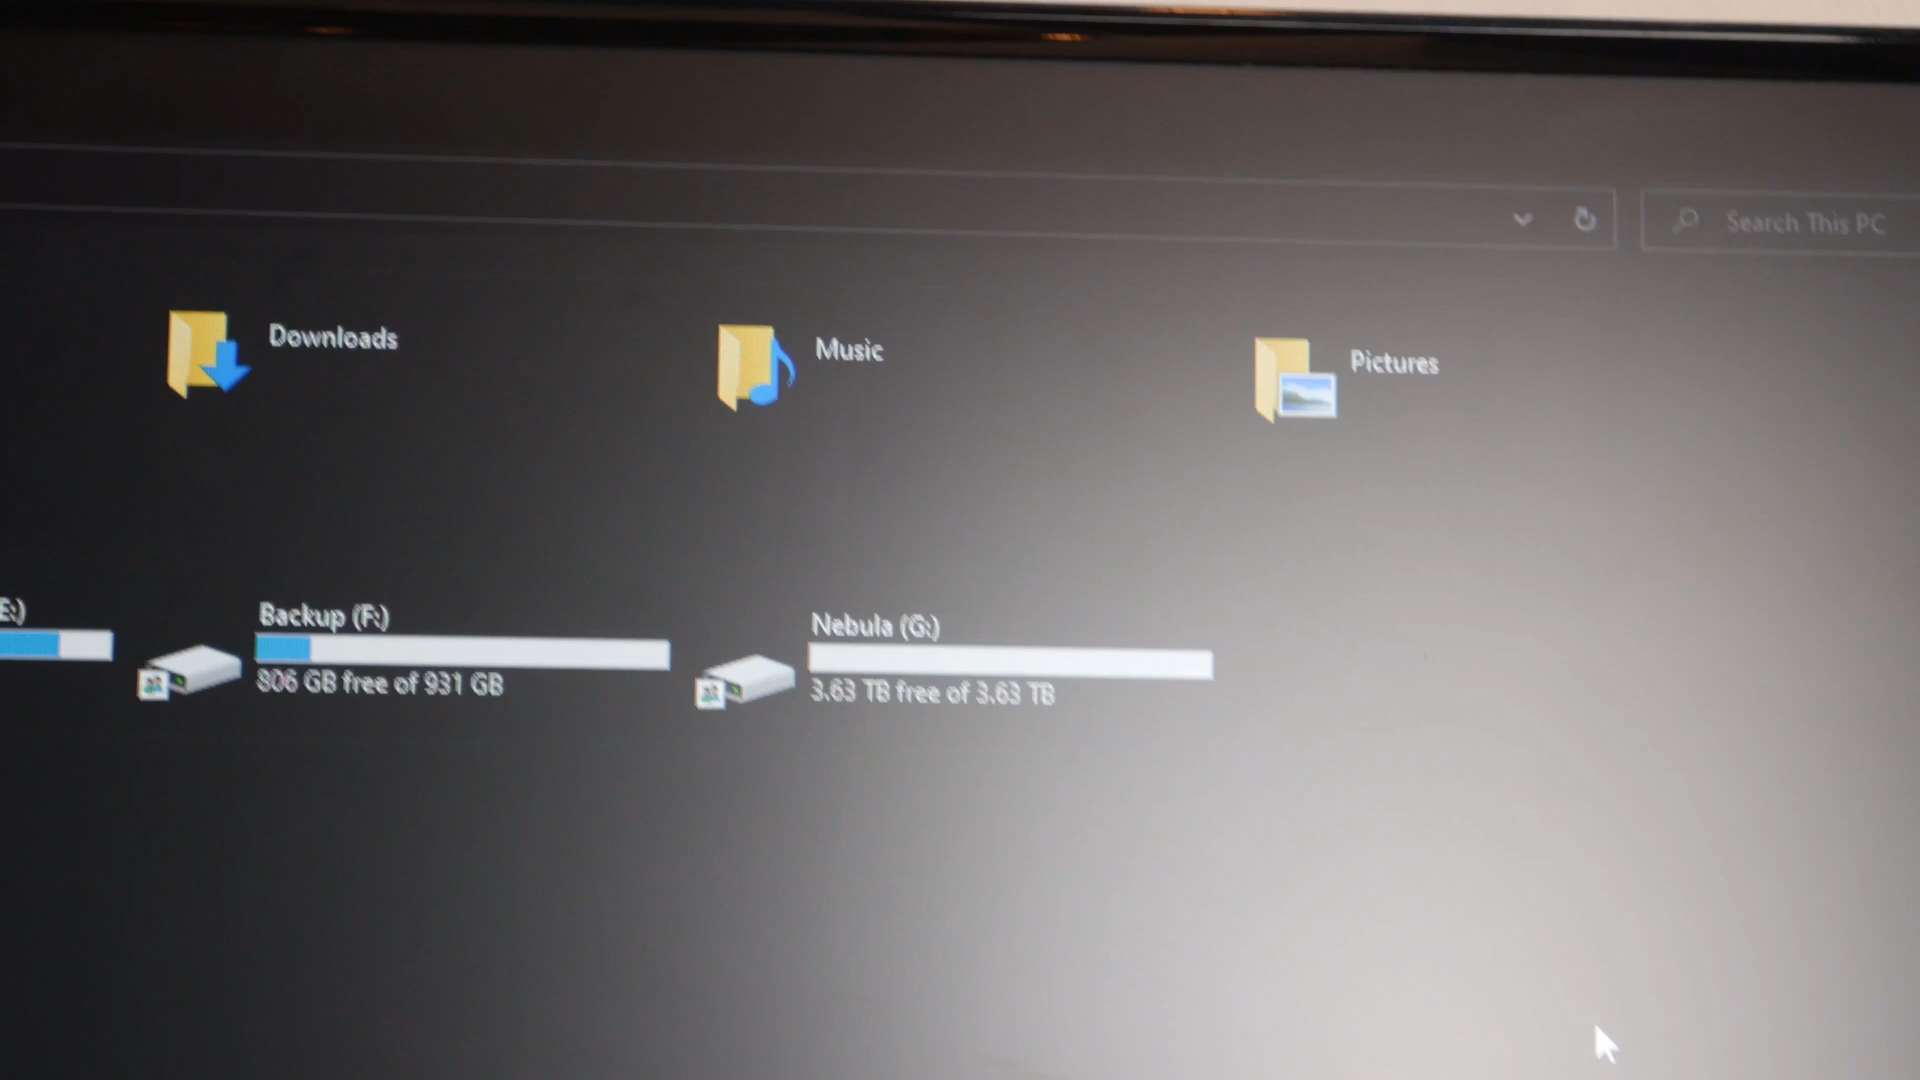 Search This PC
Downloads
Music
Pictures
E:)
Backup (F:)
806 GB free of 931 GB
Nebula (G:)
3.63 TB free of 3.63 TB